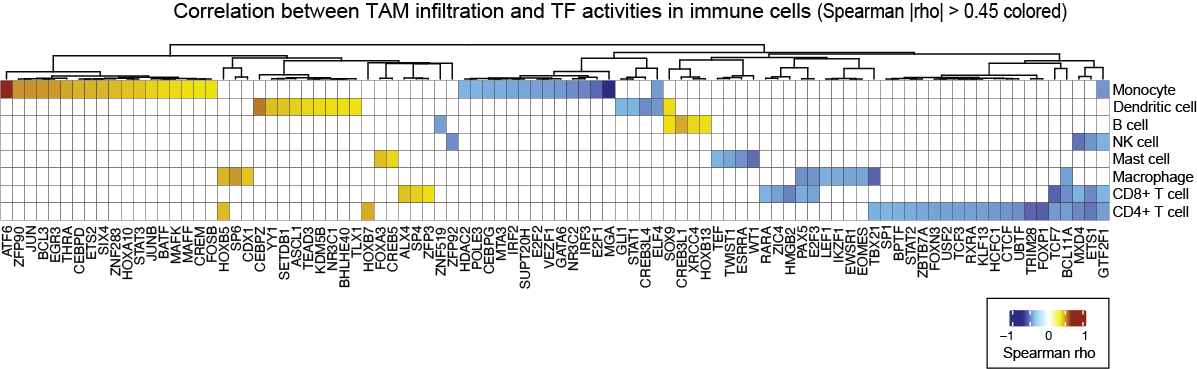 Correlation between TAM infiltration and TF activities in immune cells (Spearman |rho| > 0.45 colored)
Monocyte
Dendritic cell
B cell
NK cell
Mast cell
Macrophage
CD8+ T cell
CD4+ T cell
ATF6
ZFP90
JUN
BCL3
EGR3
THRA
CEBPD
ETS2
SIX4
ZNF283
HOXA10
STAT3
JUNB
BATF
MAFK
MAFF
CREM
FOSB
HOXB5
SP6
CDX1
CEBPZ
YY1
SETDB1
ASCL1
TEAD3
KDM5B
NR3C1
BHLHE40
TLX1
HOXB7
FOXA3
CREB5
ALX4
SP4
ZFP3
ZNF519
ZFP92
HDAC2
POLE3
CEBPG
MTA3
IRF2
SUPT20H
E2F2
VEZF1
GATA6
NR3C2
IRF3
E2F1
MGA
GLI1
STAT1
CREB3L4
ELF2
SOX9
CREB3L1
XRCC4
HOXB13
TEF
TWIST1
ESRRA
WT1
RARA
ZIC4
HMGB2
PAX5
E2F3
LEF1
IKZF1
EWSR1
EOMES
TBX21
SP1
BPTF
STAT2
ZBTB7A
FOXN3
USF2
TCF3
RXRA
KLF13
HCFC1
CTCF
UBTF
TRIM28
FOXP1
TCF7
BCL11A
MXD4
ETS1
GTF2F1
−1
0
1
Spearman rho